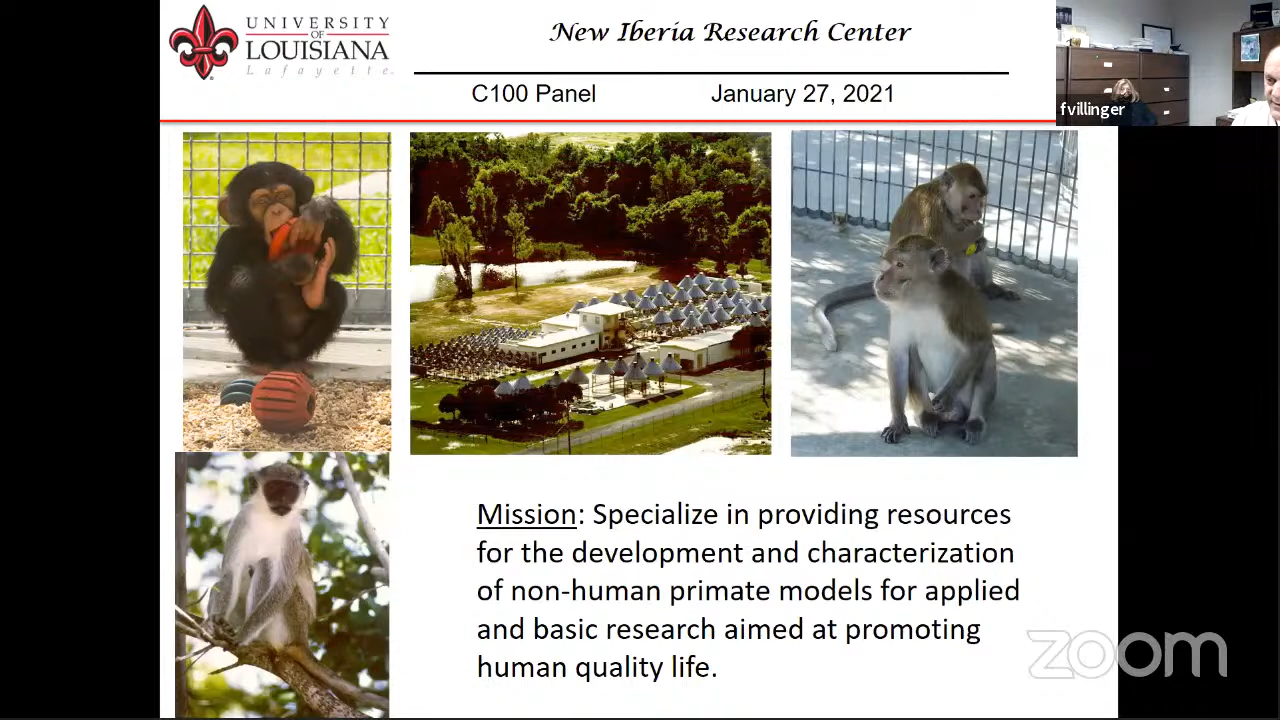 UNIVERSITY
OF
LOUISIANA
Lafayette
New Iberia Research Center
C100 Panel January 27, 2021
fvillinger
Mission: Specialize in providing resources
for the development and characterization
of non-human primate models for applied
and basic research aimed at promoting
human quality life.
zoom